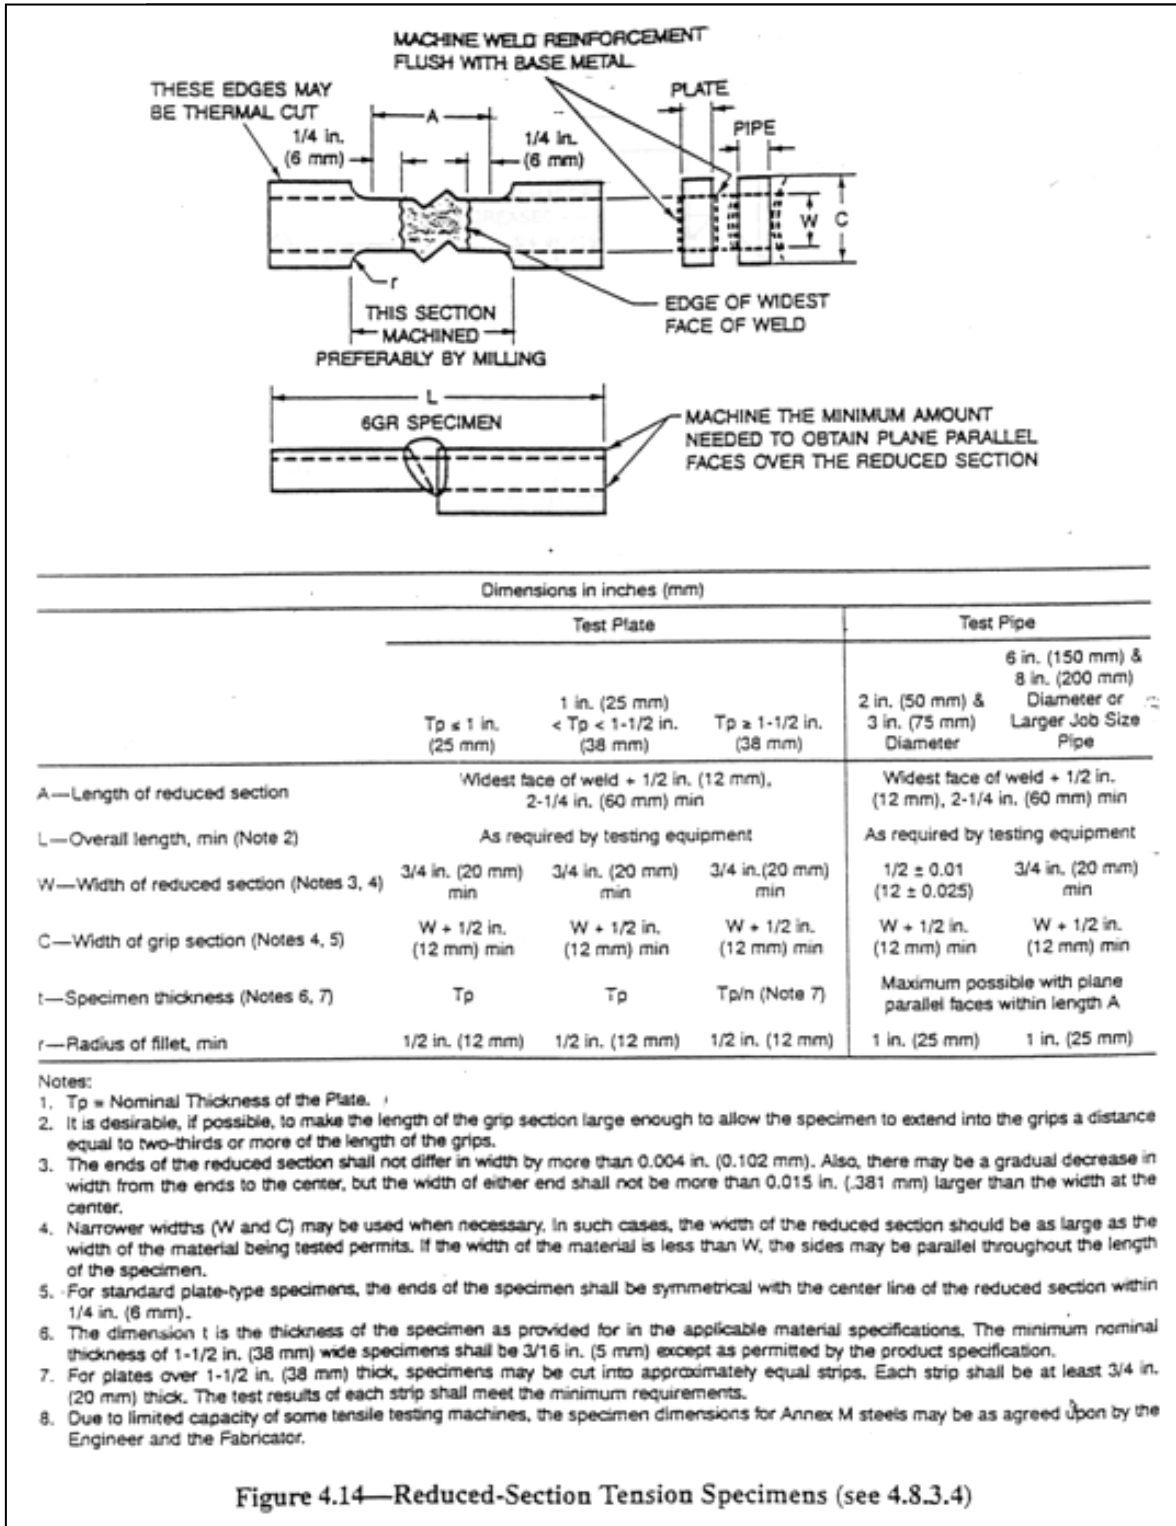 MACHINE WELD REINFORCEMENT
FLUSH WITH BASE METAL
THESE EDGES MAY
BE THERMAL CUT
PLATE
PIPE
A
1/4 in.
(6 mm)
1/4 in.
(6 mm)
W
C
r
THIS SECTION
MACHINED
PREFERABLY BY MILLING
EDGE OF WIDEST
FACE OF WELD
L
6GR SPECIMEN
MACHINE THE MINIMUM AMOUNT
NEEDED TO OBTAIN PLANE PARALLEL
FACES OVER THE REDUCED SECTION
Dimensions in inches (mm)
Test Plate Test Pipe
Tp ≤ 1 in.
(25 mm)
1 in. (25 mm)
< Tp < 1-1/2 in.
(38 mm)
Tp ≥ 1-1/2 in.
(38 mm)
2 in. (50 mm) &
3 in. (75 mm)
Diameter
6 in. (150 mm) &
8 in. (200 mm)
Diameter or
Larger Job Size
Pipe
A—Length of reduced section
Widest face of weld + 1/2 in. (12 mm),
2-1/4 in. (60 mm) min
Widest face of weld + 1/2 in.
(12 mm), 2-1/4 in. (60 mm) min
L—Overall length, min (Note 2) As required by testing equipment As required by testing equipment
W—Width of reduced section (Notes 3, 4)
3/4 in. (20 mm)
min
3/4 in. (20 mm)
min
3/4 in.(20 mm)
min
1/2 ± 0.01
(12 ± 0.025)
3/4 in. (20 mm)
min
C—Width of grip section (Notes 4, 5)
W + 1/2 in.
(12 mm) min
W + 1/2 in.
(12 mm) min
W + 1/2 in.
(12 mm) min
W + 1/2 in.
(12 mm) min
W + 1/2 in.
(12 mm) min
t—Specimen thickness (Notes 6, 7) Tp Tp Tp/n (Note 7)
Maximum possible with plane
parallel faces within length A
r—Radius of fillet, min 1/2 in. (12 mm) 1/2 in. (12 mm) 1/2 in. (12 mm) 1 in. (25 mm) 1 in. (25 mm)
Notes:
1. Tp = Nominal Thickness of the Plate.
2. It is desirable, if possible, to make the length of the grip section large enough to allow the specimen to extend into the grips a distance
equal to two-thirds or more of the length of the grips.
3. The ends of the reduced section shall not differ in width by more than 0.004 in. (0.102 mm). Also, there may be a gradual decrease in
width from the ends to the center, but the width of either end shall not be more than 0.015 in. (.381 mm) larger than the width at the
center.
4. Narrower widths (W and C) may be used when necessary. In such cases, the width of the reduced section should be as large as the
width of the material being tested permits. If the width of the material is less than W, the sides may be parallel throughout the length
of the specimen.
5. For standard plate-type specimens, the ends of the specimen shall be symmetrical with the center line of the reduced section within
1/4 in. (6 mm).
6. The dimension t is the thickness of the specimen as provided for in the applicable material specifications. The minimum nominal
thickness of 1-1/2 in. (38 mm) wide specimens shall be 3/16 in. (5 mm) except as permitted by the product specification.
7. For plates over 1-1/2 in. (38 mm) thick, specimens may be cut into approximately equal strips. Each strip shall be at least 3/4 in.
(20 mm) thick. The test results of each strip shall meet the minimum requirements.
8. Due to limited capacity of some tensile testing machines, the specimen dimensions for Annex M steels may be as agreed upon by the
Engineer and the Fabricator.
Figure 4.14—Reduced-Section Tension Specimens (see 4.8.3.4)